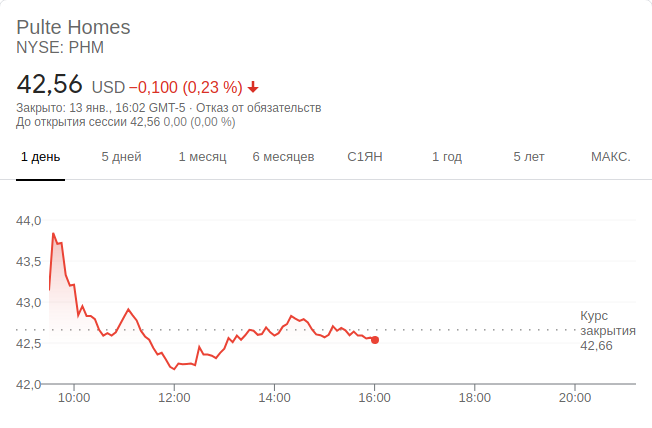 Pulte Homes
NYSE: PHM
42,56 USD −0,100 (0,23 %)
Закрыто: 13 янв., 16:02 GMT-5 · Отказ от обязательств
До открытия сессии 42,56 0,00 (0,00 %)
1 день 5 дней 1 месяц 6 месяцев С1ЯН 1 год 5 лет МАКС.
44,0
43,5
43,0
Курс
закрытия
42,66
42,5
42,0
10:00 12:00 14:00 16:00 18:00 20:00